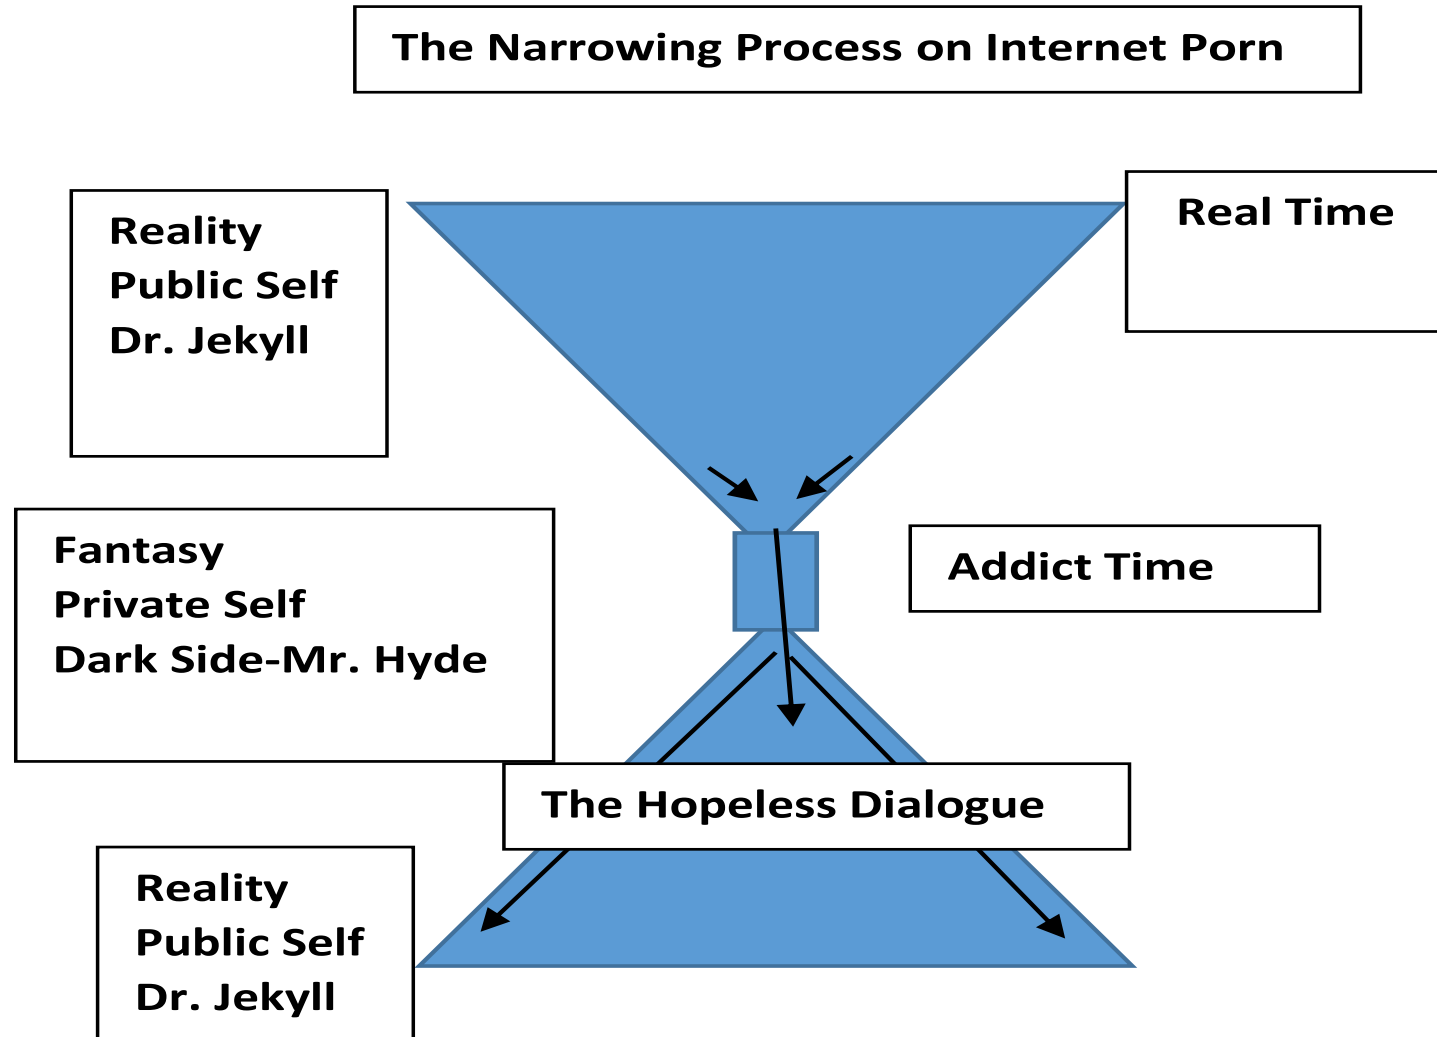 The Narrowing Process on Internet Porn
Reality
Public Self
Dr. Jekyll
Real Time
Fantasy
Private Self
Dark Side-Mr. Hyde
Addict Time
The Hopeless Dialogue
Reality
Public Self
Dr. Jekyll